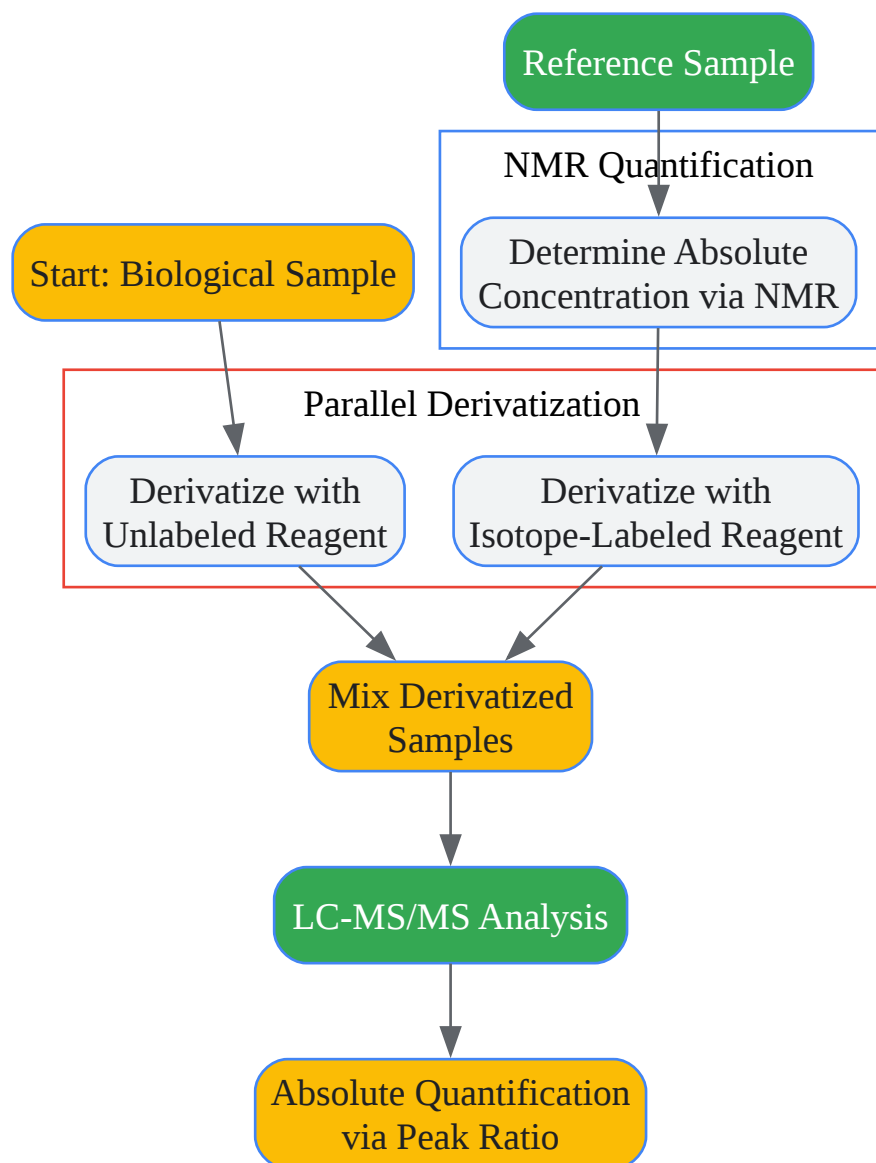 Reference Sample
NMR Quantification
Determine Absolute
Concentration via NMR
Start: Biological Sample
Parallel Derivatization
Derivatize with
Unlabeled Reagent
Derivatize with
Isotope-Labeled Reagent
Mix Derivatized
Samples
LC-MS/MS Analysis
Absolute Quantification
via Peak Ratio